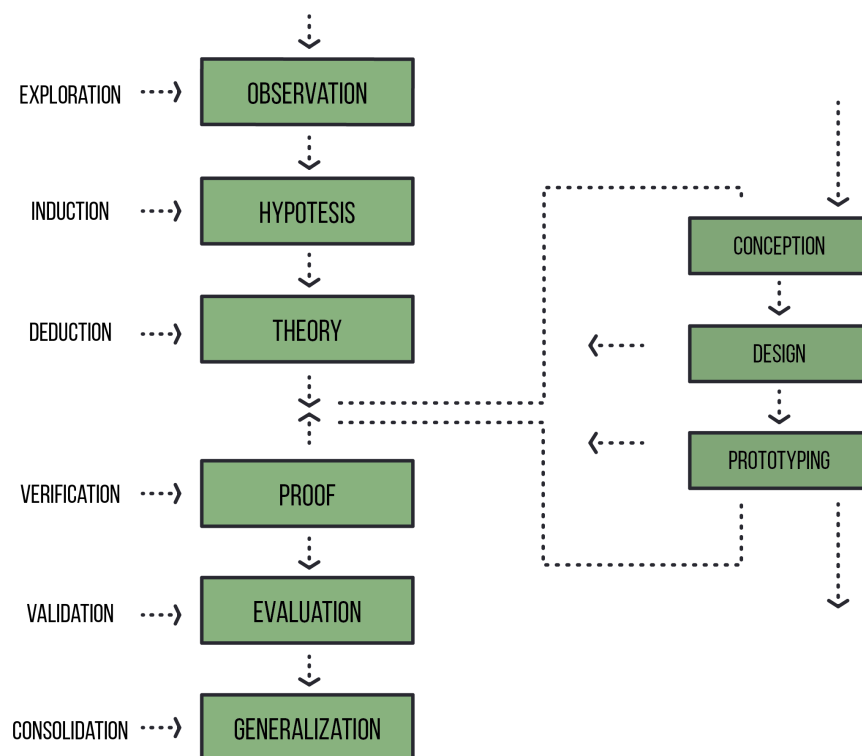 EXPLORATION
OBSERVATION
INDUCTION
HYPOTESIS
CONCEPTION
DEDUCTION
THEORY
DESIGN
PROTOTYPING
VERIFICATION
PROOF
VALIDATION
EVALUATION
CONSOLIDATION
GENERALIZATION